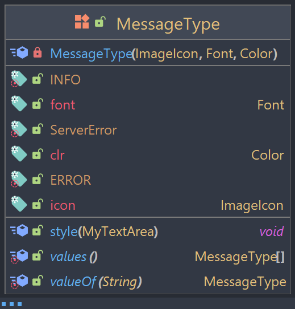 MessageType
MessageType(ImageIcon, Font, Color)
INFO
font Font
ServerError
clr Color
ERROR
icon ImageIcon
style(MyTextArea) void
values() MessageType[]
valueOf(String) MessageType